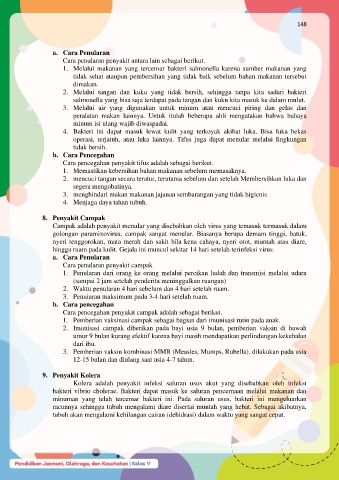 148
a. Cara Penularan
Cara penularan penyakit antara lain sebagai berikut.
1. Melalui makanan yang tercemar bakteri salmonella karena sumber makanan yang
tidak sehat ataupun pembersihan yang tidak baik sebelum bahan makanan tersebut
dimakan.
2. Melalui tangan dan kuku yang tidak bersih, sehingga tanpa kita sadari bakteri
salmonella yang bisa saja terdapat pada tangan dan kuku kita masuk ke dalam mulut.
3. Melalui air yang digunakan untuk minum atau mencuci piring dan gelas dan
peralatan makan lainnya. Untuk itulah beberapa ahli mengatakan bahwa bahaya
minum isi ulang wajib diwaspadai.
4. Bakteri ini dapat masuk lewat kulit yang terkoyak akibat luka. Bisa luka bekas
operasi, terjatuh, atau luka lainnya. Tifus juga dapat menular melalui lingkungan
tidak bersih.
b. Cara Pencegahan
Cara pencegahan penyakit tifus adalah sebagai berikut.
1. Memastikan kebersihan bahan makanan sebelum memasaknya.
2. mencuci tangan secara teratur, terutama sebelum dan setelah Membersihkan luka dan
segera mengobatinya.
3. menghindari makan makanan jajanan sembarangan yang tidak higienis
4. Menjaga daya tahan tubuh.
8. Penyakit Campak
Campak adalah penyakit menular yang disebabkan oleh virus yang temasuk termasuk dalam
golongan paramixovirus, campak sangat menular. Biasanya berupa demam tinggi, batuk,
nyeri tenggorokan, mata merah dan sakit bila kena cahaya, nyeri otot, muntah atau diare,
hingga ruam pada kulit. Gejala ini muncul sekitar 14 hari setelah terinfeksi virus.
a. Cara Penularan
Cara penularan penyakit campak
1. Penularan dari orang ke orang melalui percikan ludah dan transmisi melalui udara
(sampai 2 jam setelah penderita meninggalkan ruangan)
2. Waktu penularan 4 hari sebelum dan 4 hari setelah ruam.
3. Penularan maksimum pada 3-4 hari setelah ruam.
b. Cara pencegahan
Cara pencegahan penyakit campak adalah sebagai berikut.
1. Pemberian vaksinasi campak sebagai bagian dari imunisasi rutin pada anak.
2. Imunisasi campak diberikan pada bayi usia 9 bulan, pemberian vaksin di bawah
umur 9 bulan kurang efektif karena bayi masih mendapatkan perlindungan kekebalan
dari ibu.
3. Pemberian vaksin kombinasi MMR (Measles, Mumps, Rubella), dilakukan pada usia
12-15 bulan dan diulang saat usia 4-7 tahun.
9. Penyakit Kolera
Kolera adalah penyakit infeksi saluran usus akut yang disebabkan oleh infeksi
bakteri vibrio cholerae. Bakteri dapat masuk ke saluran pencernaan melalui makanan dan
minuman yang telah tercemar bakteri ini. Pada saluran usus, bakteri ini mengeluarkan
racunnya sehingga tubuh mengalami diare disertai muntah yang hebat. Sebagai akibatnya,
tubuh akan mengalami kehilangan cairan (dehidrasi) dalam waktu yang sangat cepat.
Pendidikan Jasmani, Olahraga, dan Kesehatan | Kelas V